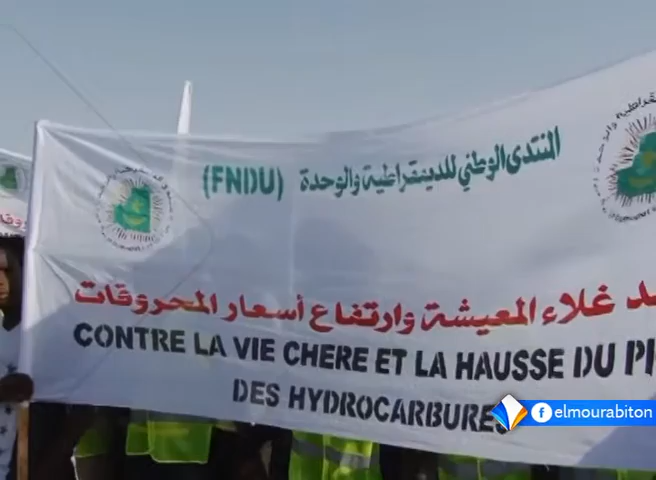 المنتدى الوطني للديمقراطية والوحدة (FNDU)
غلاء المعيشة وارتفاع أسعار المحروقات
CONTRE LA VIE CHERE ET LA HAUSSE DU
DES HYDROCARBURE
elmourabiton